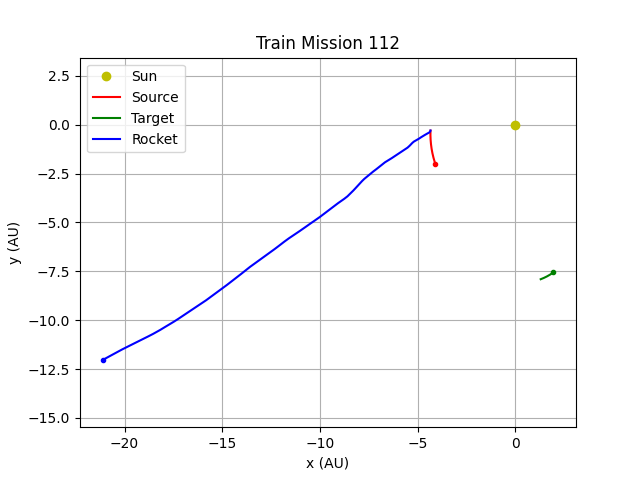 Train Mission 112
Sun
Source
Target
Rocket
2.5
0.0
−2.5
−5.0
−7.5
−10.0
−12.5
−15.0
y (AU)
−20
−15
−10
−5
0
x (AU)